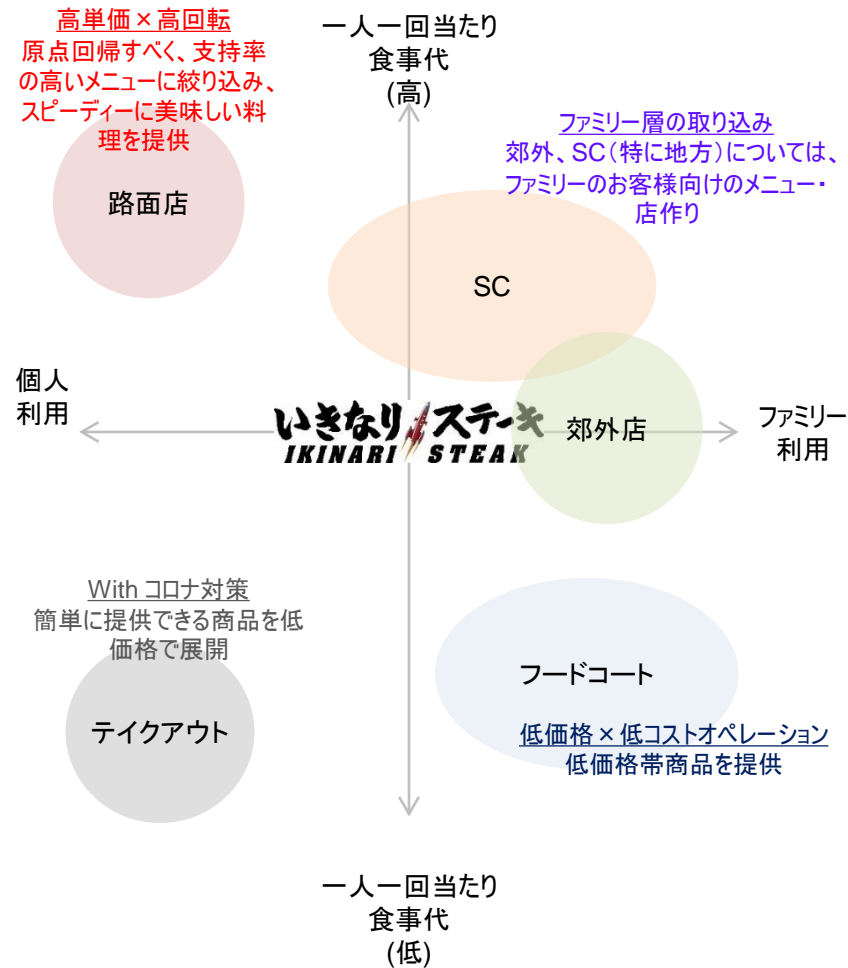 高単価×高回転
原点回帰すべく、支持率
の高いメニューに絞り込み、
スピーディーに美味しい料
理を提供
一人一回当たり
食事代
(高)
ファミリー層の取り込み
郊外、SC(特に地方)については、
ファミリーのお客様向けのメニュー・
店作り
路面店
SC
個人
利用
いきなりステーキ
IKINARI STEAK
郊外店
ファミリー
利用
With コロナ対策
簡単に提供できる商品を低
価格で展開
テイクアウト
フードコート
低価格×低コストオペレーション
低価格帯商品を提供
一人一回当たり
食事代
(低)